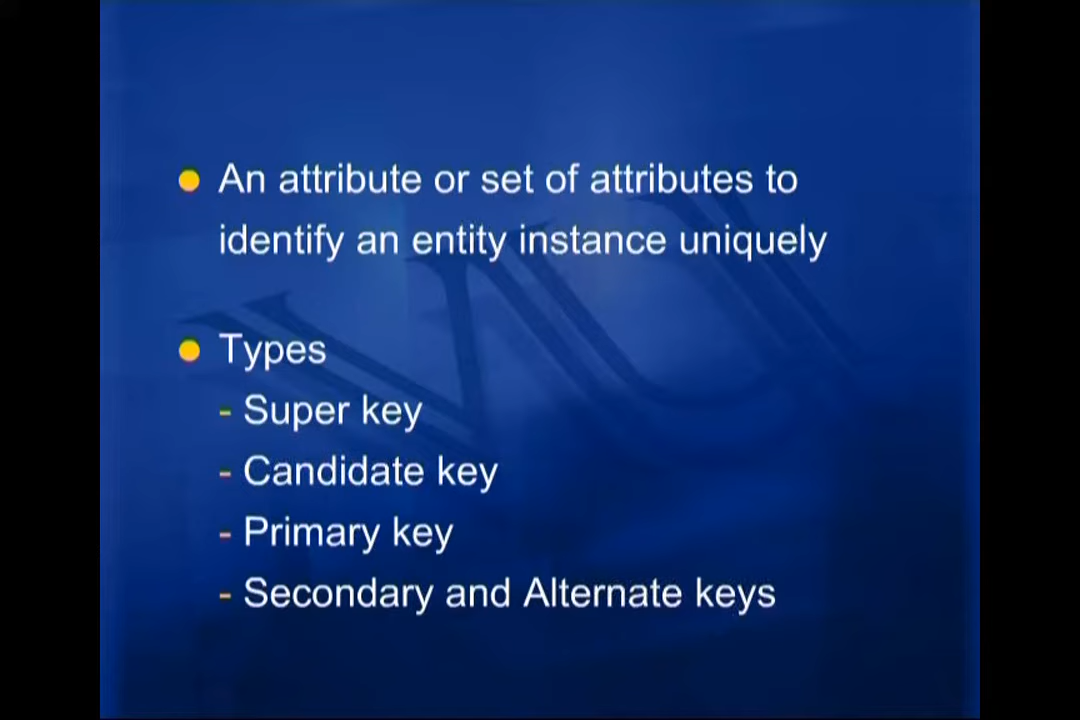 An attribute or set of attributes to
identify an entity instance uniquely
Types
- Super key
- Candidate key
- Primary key
- Secondary and Alternate keys